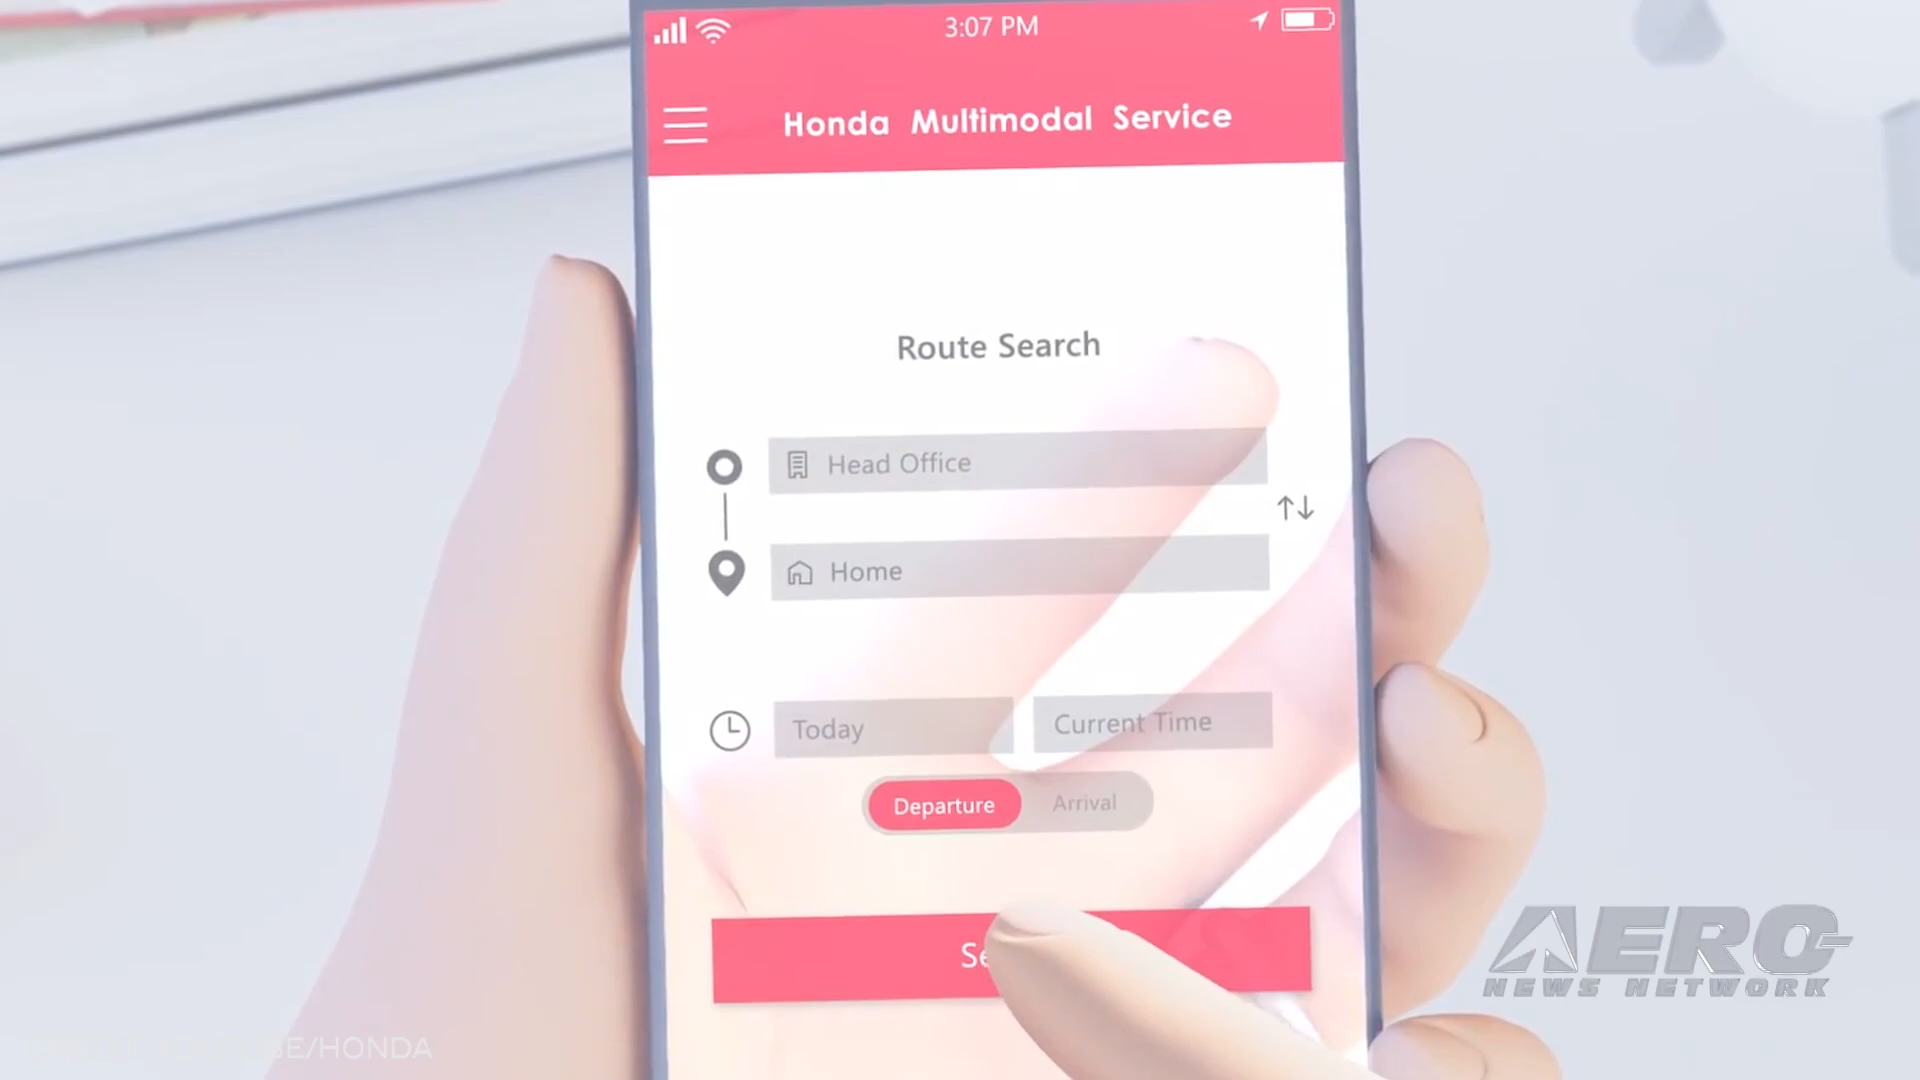 3:07 PM
Honda Multimodal Service
Route Search
Head Office
Home
Today
Current Time
Departure
Arrival
AERO
NEWS NETWORK
/HONDA